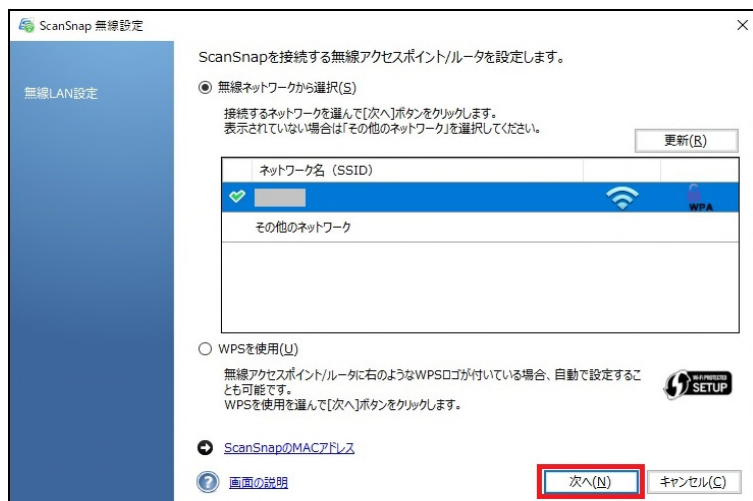 ScanSnap 無線設定
無線LAN設定
ScanSnapを接続する無線アクセスポイント/ルータを設定します。
無線ネットワークから選択(S)
接続するネットワークを選んで[次へ]ボタンをクリックします。
表示されていない場合は「その他のネットワーク」を選択してください。
更新(R)
ネットワーク名 (SSID)
WPA
その他のネットワーク
WPSを使用(U)
無線アクセスポイント/ルータに右のようなWPSロゴが付いている場合、自動で設定するこ
とも可能です。
WPSを使用を選んで[次へ]ボタンをクリックします。
WI-FI PROTECTED
SETUP
ScanSnapのMACアドレス
画面の説明
次へ(N)
キャンセル(C)